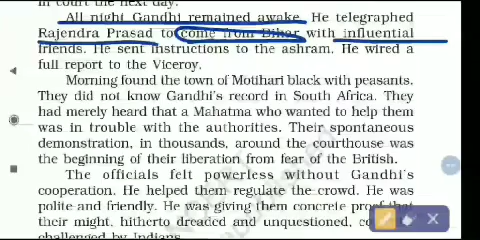 in court the next day.
All night Gandhi remained awake. He telegraphed
Rajendra Prasad to come from Bihar with influential
friends. He sent instructions to the ashram. He wired a
full report to the Viceroy.
Morning found the town of Motihari black with peasants.
They did not know Gandhi's record in South Africa. They
had merely heard that a Mahatma who wanted to help them
was in trouble with the authorities. Their spontaneous
demonstration, in thousands, around the courthouse was
the beginning of their liberation from fear of the British.
The officials felt powerless without Gandhi's
cooperation. He helped them regulate the crowd. He was
polite and friendly. He was giving them concrete proof that
their might, hitherto dreaded and unquestioned,
challenged by Indians.